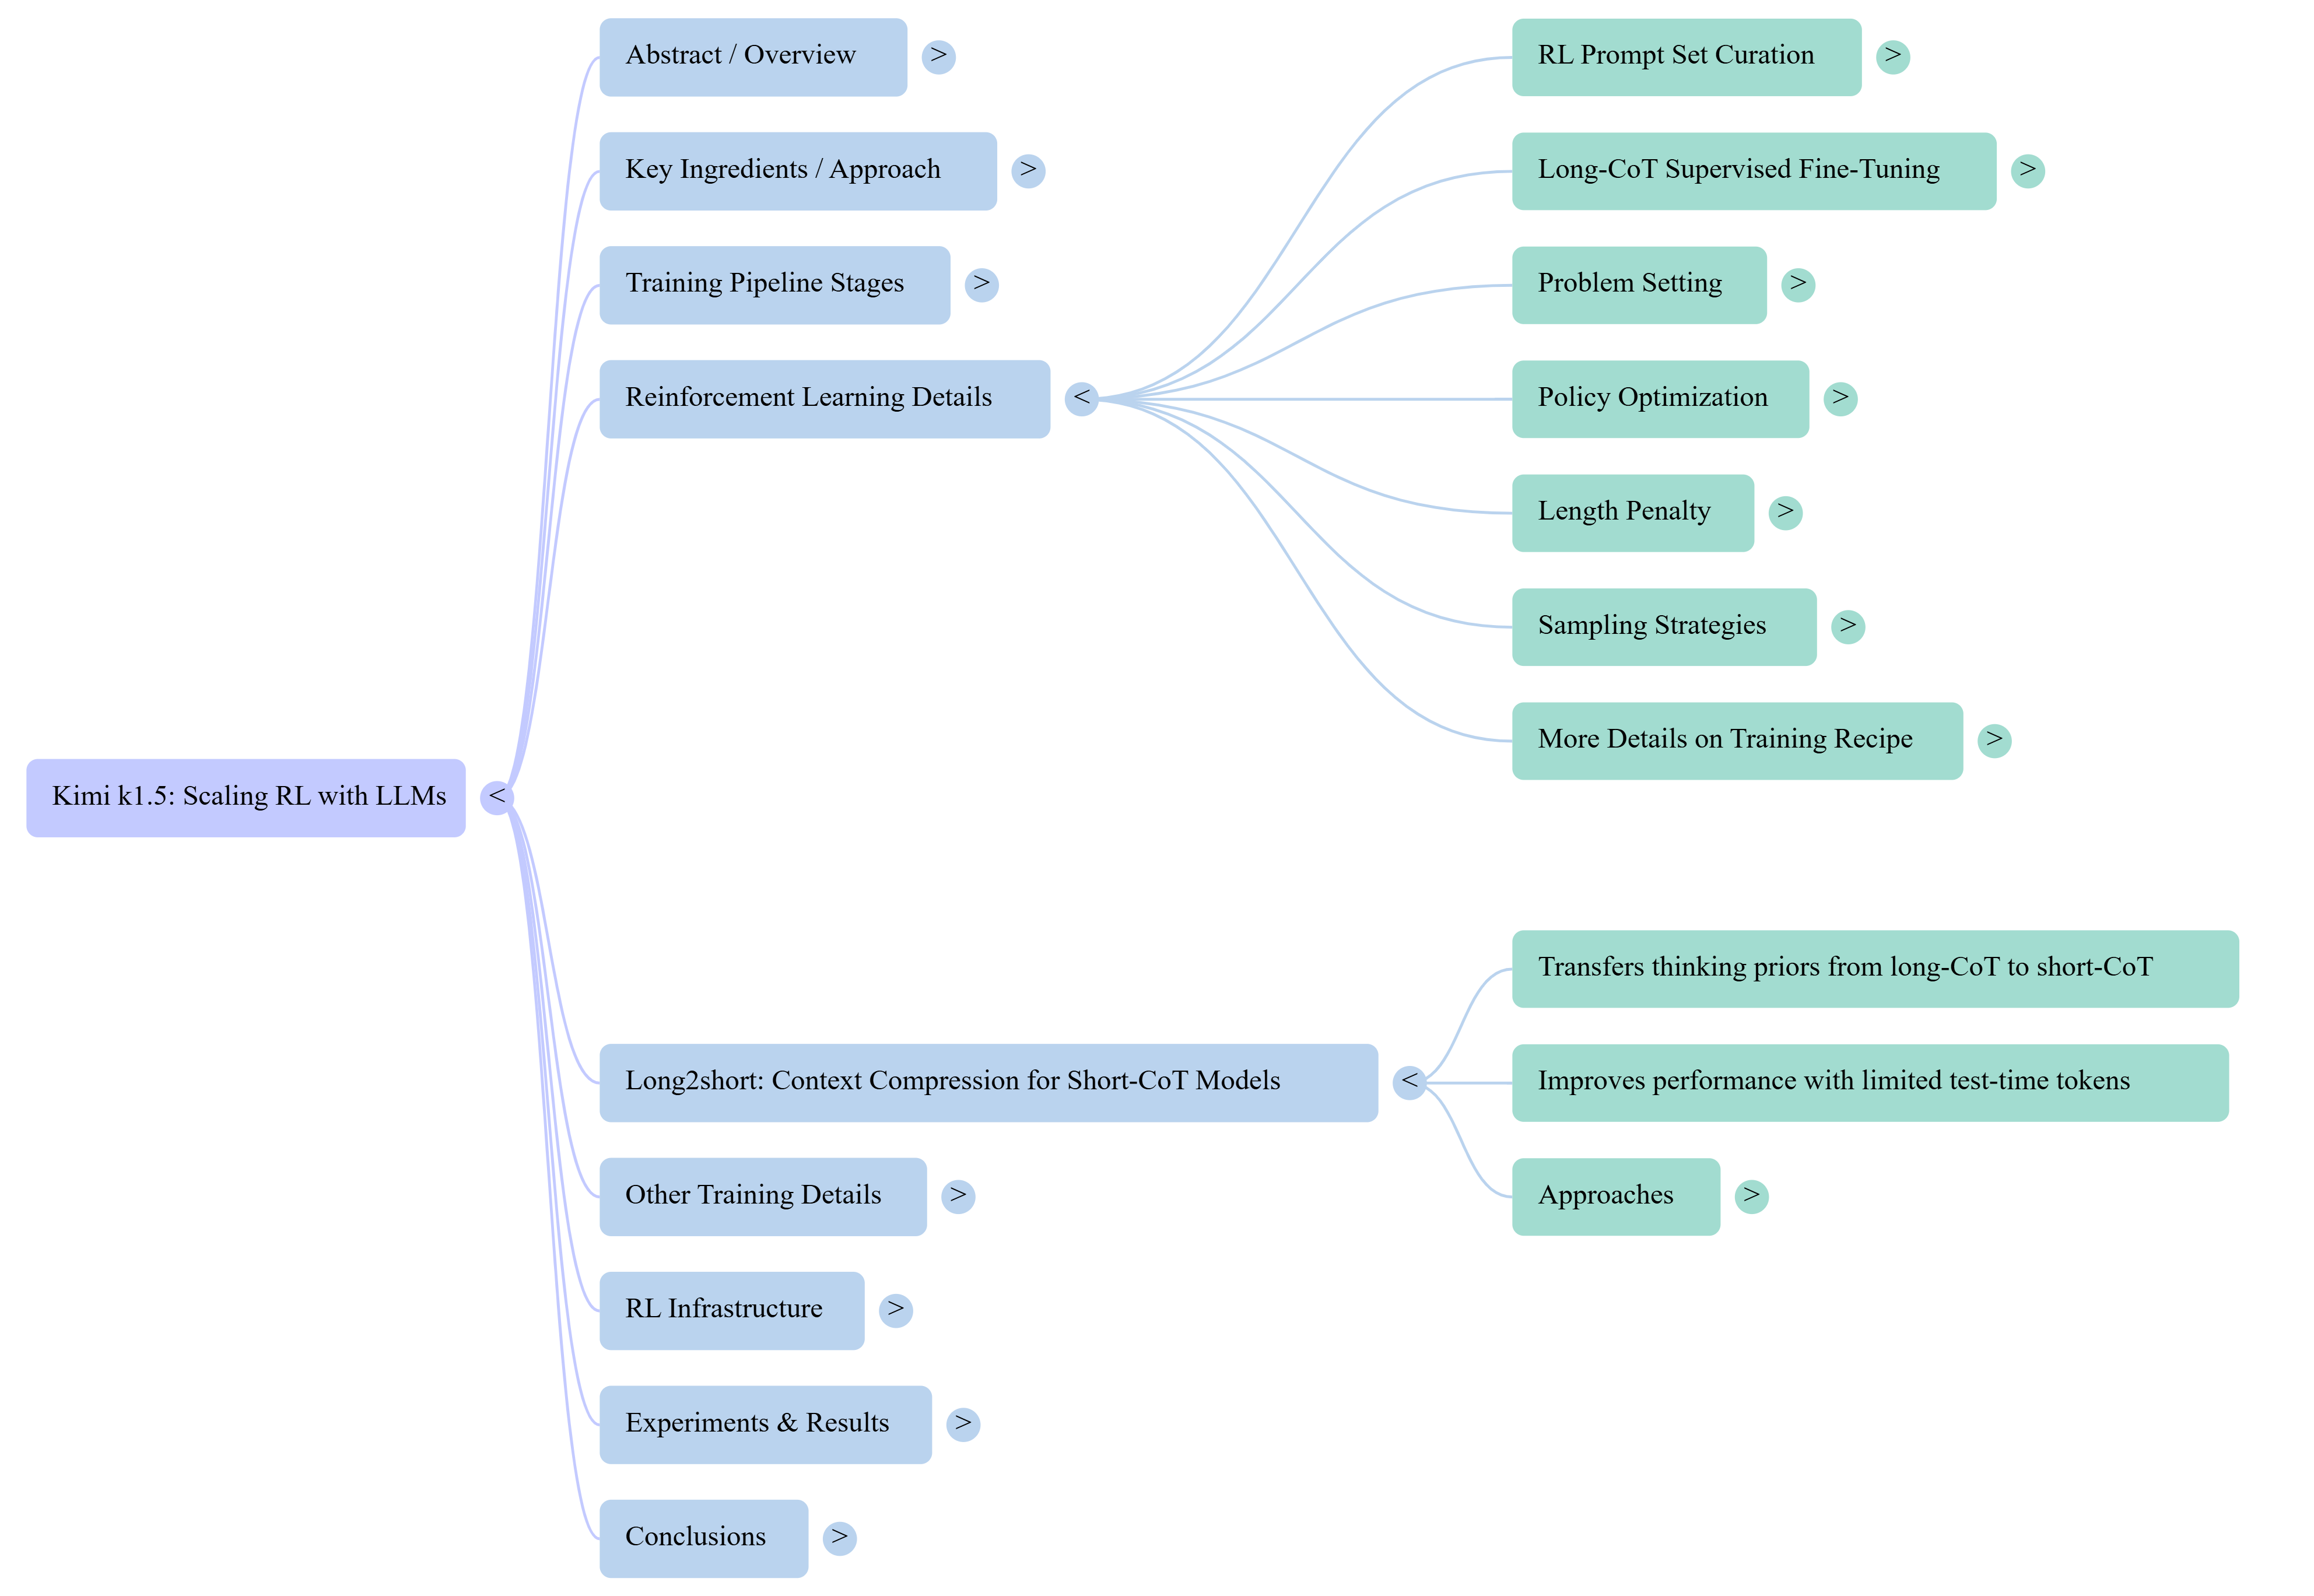 Kimi k1.5: Scaling RL with LLMs
<
Abstract / Overview
>
Key Ingredients / Approach
>
Training Pipeline Stages
>
Reinforcement Learning Details
<
RL Prompt Set Curation
>
Long-CoT Supervised Fine-Tuning
>
Problem Setting
>
Policy Optimization
>
Length Penalty
>
Sampling Strategies
>
More Details on Training Recipe
>
Long2short: Context Compression for Short-CoT Models
<
Transfers thinking priors from long-CoT to short-CoT
Improves performance with limited test-time tokens
Approaches
>
Other Training Details
>
RL Infrastructure
>
Experiments & Results
>
Conclusions
>